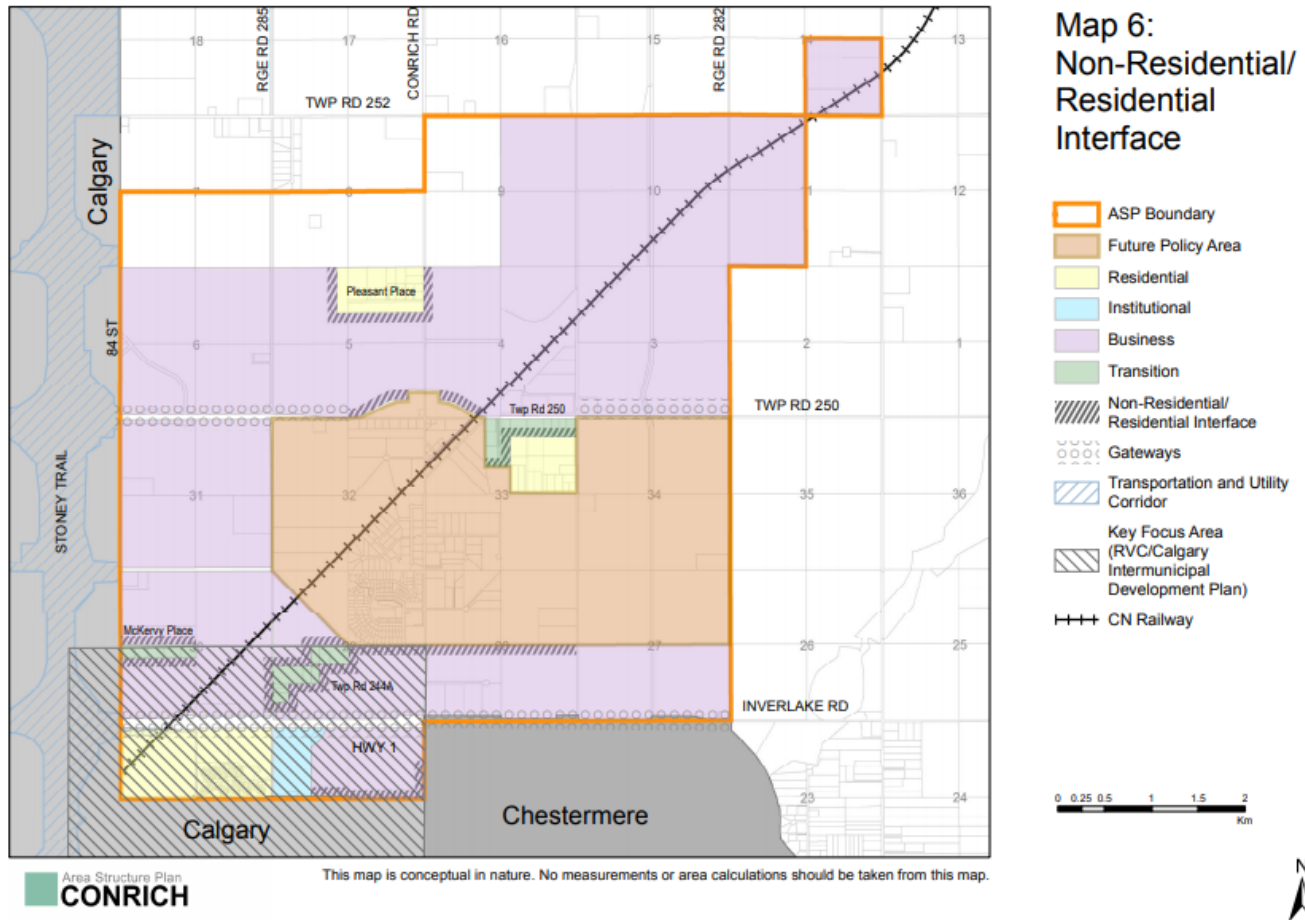 Map 6:
Non-Residential/
Residential
Interface
ASP Boundary
Future Policy Area
Residential
Institutional
Business
Transition
Non-Residential/
Residential Interface
Gateways
Transportation and Utility
Corridor
Key Focus Area
(RVC/Calgary
Intermunicipal
Development Plan)
CN Railway
0 0.25 0.5 1 1.5 2
Km
N
18
RGE RD 285
17
CONRICH RD
16
15
RGE RD 282
14
13
TWP RD 252
Calgary
7
8
9
10
11
12
Pleasant Place
84 ST
6
5
4
3
2
1
Twp Rd 250
TWP RD 250
STONEY TRAIL
31
32
33
34
35
36
McKervy Place
27
26
25
Twp Rd 244A
INVERLAKE RD
HWY 1
23
24
Calgary
Chestermere
Area Structure Plan
CONRICH
This map is conceptual in nature. No measurements or area calculations should be taken from this map.